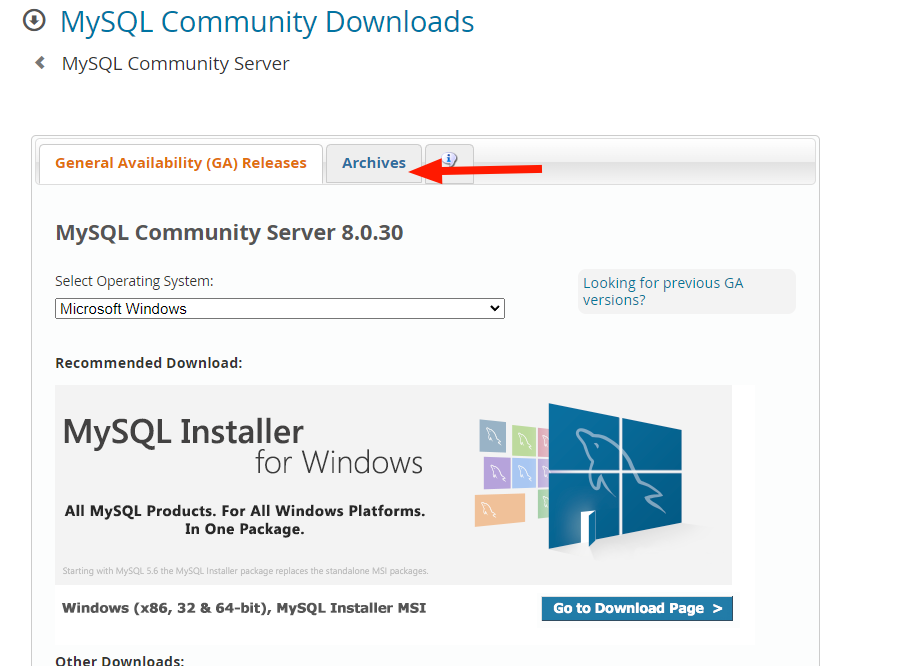 MySQL Community Downloads
MySQL Community Server
General Availability (GA) Releases
Archives
i
MySQL Community Server 8.0.30
Select Operating System:
Looking for previous GA
versions?
Microsoft Windows
Recommended Download:
MySQL Installer
for Windows
All MySQL Products. For All Windows Platforms.
In One Package.
Starting with MySQL 5.6 the MySQL Installer package replaces the standalone MSI packages.
Windows (x86, 32 & 64-bit), MySQL Installer MSI
Go to Download Page >
Other Downloads: